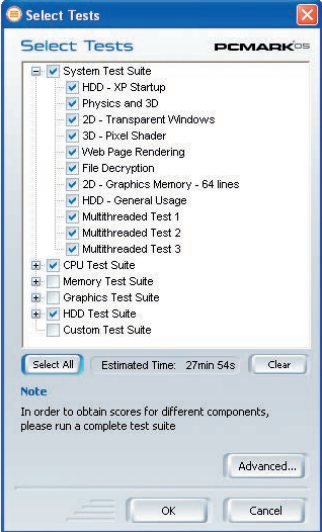 Select Tests
Select Tests PCMARK05
System Test Suite
HDD - XP Startup
Physics and 3D
2D - Transparent Windows
3D - Pixel Shader
Web Page Rendering
File Decryption
2D - Graphics Memory - 64 lines
HDD - General Usage
Multithreaded Test 1
Multithreaded Test 2
Multithreaded Test 3
CPU Test Suite
Memory Test Suite
Graphics Test Suite
HDD Test Suite
Custom Test Suite
Select All Estimated Time: 27min 54s Clear
Note
In order to obtain scores for different components,
please run a complete test suite
Advanced...
OK Cancel